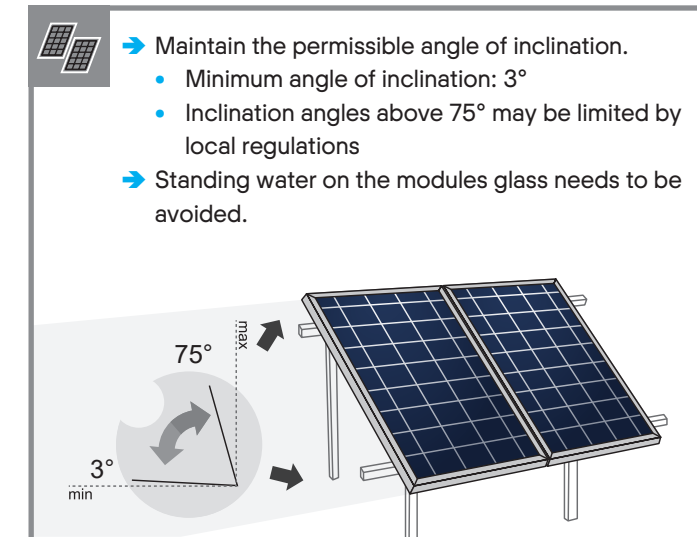 ➔ Maintain the permissible angle of inclination.
• Minimum angle of inclination: 3°
• Inclination angles above 75° may be limited by
local regulations
➔ Standing water on the modules glass needs to be
avoided.
max
75°
3°
min